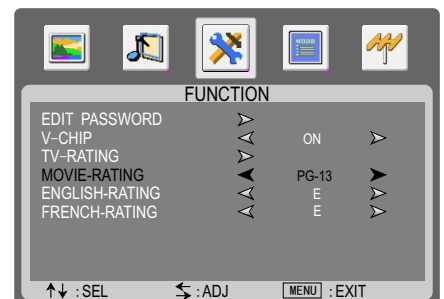 FUNCTION
EDIT PASSWORD
V-CHIP ON
TV-RATING
MOVIE-RATING PG-13
ENGLISH-RATING E
FRENCH-RATING E
: SEL : ADJ MENU : EXIT